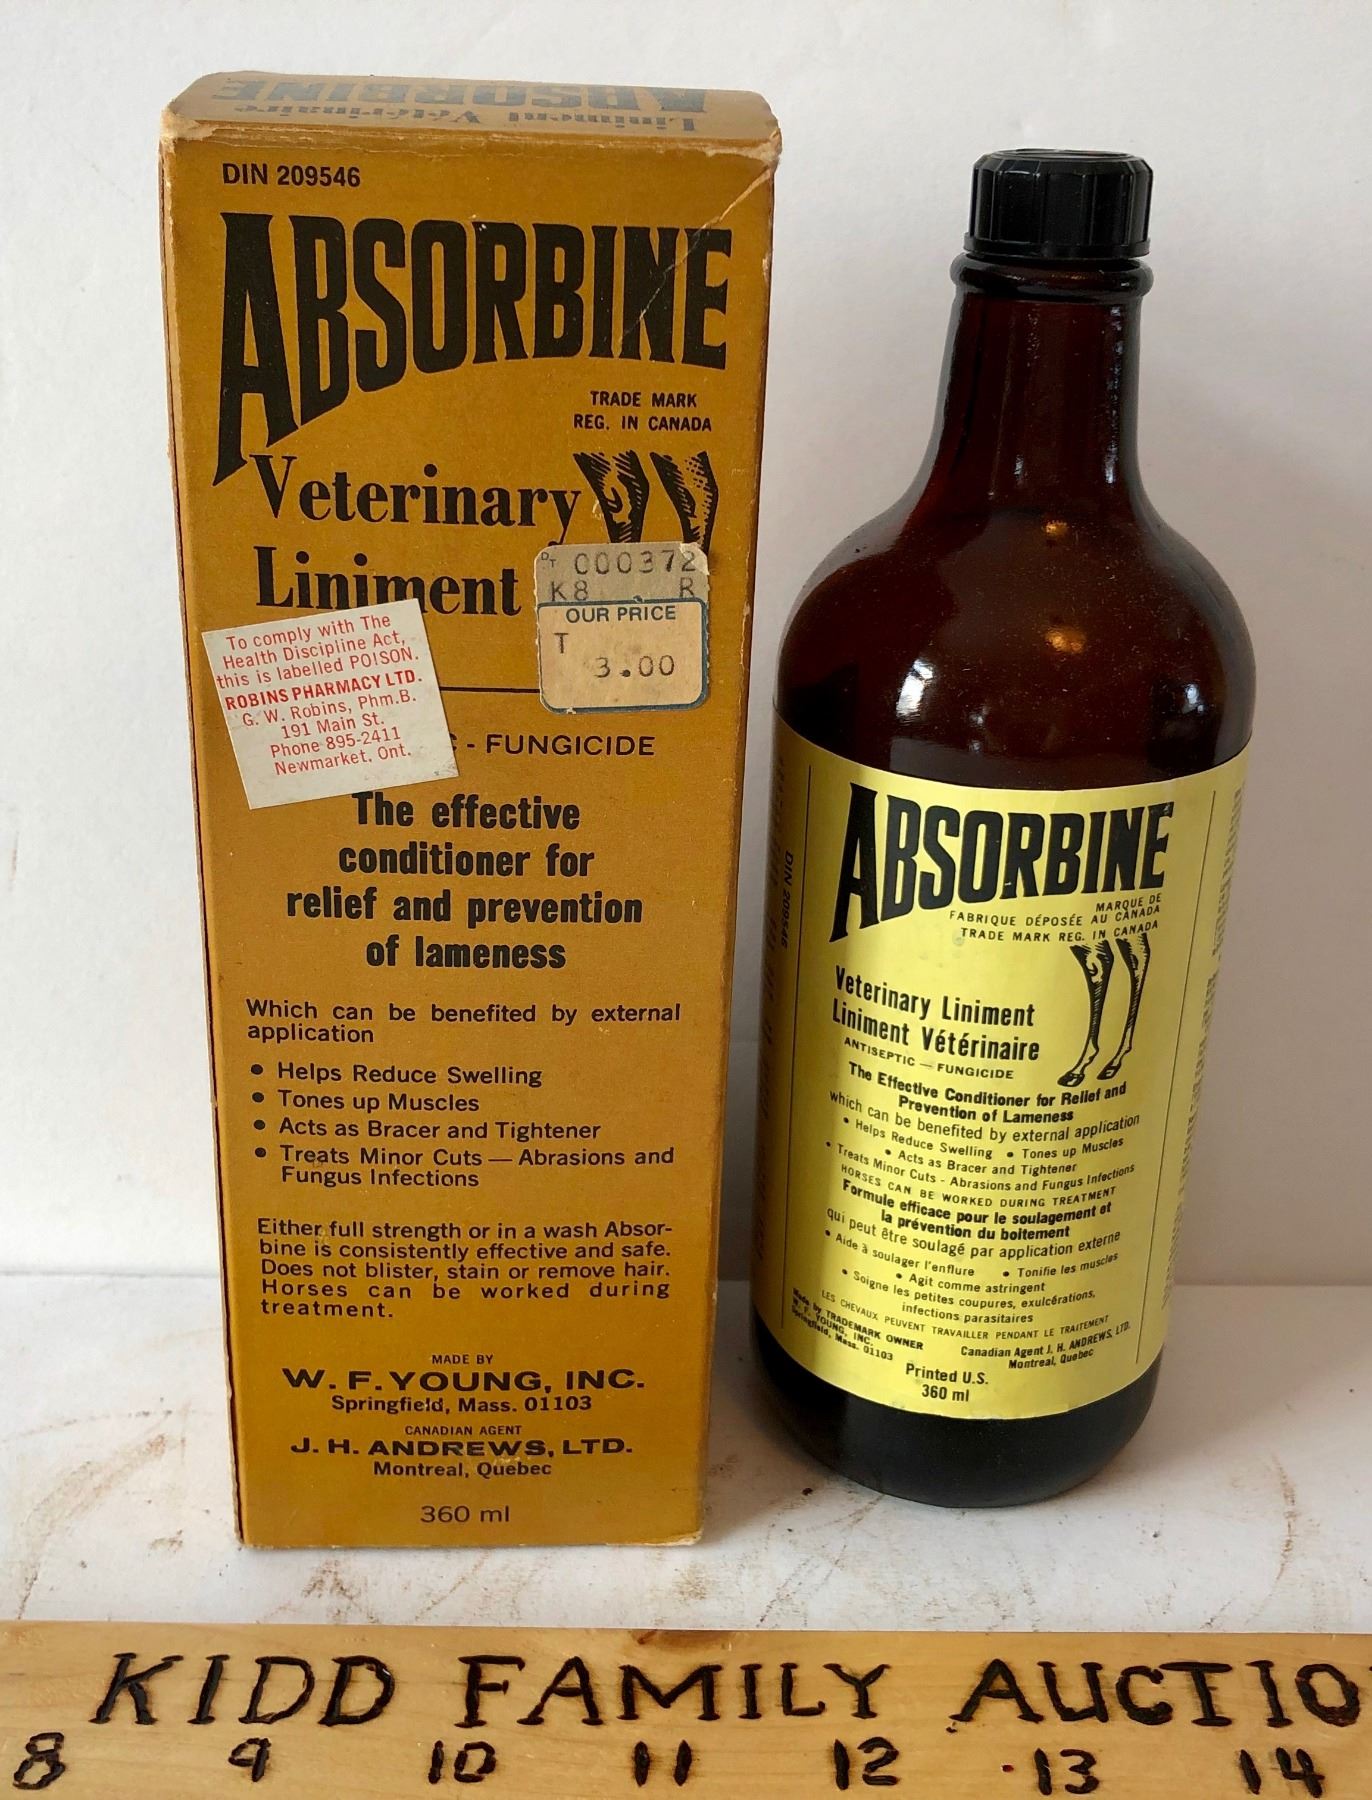 Liniment Vétérinaire
ABSORBINE
DIN 209546
ABSORBINE
TRADE MARK
REG. IN CANADA
Veterinary
Liniment
DT 000372
K8 R
OUR PRICE
T
3.00
To comply with The
Health Discipline Act,
this is labelled POISON.
ROBINS PHARMACY LTD.
G. W. Robins, Phm.B.
191 Main St.
Phone 895-2411
Newmarket, Ont.
C - FUNGICIDE
The effective
conditioner for
relief and prevention
of lameness
Which can be benefited by external
application
• Helps Reduce Swelling
• Tones up Muscles
• Acts as Bracer and Tightener
• Treats Minor Cuts — Abrasions and
Fungus Infections
Either full strength or in a wash Absor-
bine is consistently effective and safe.
Does not blister, stain or remove hair.
Horses can be worked during
treatment.
MADE BY
W. F. YOUNG, INC.
Springfield, Mass. 01103
CANADIAN AGENT
J. H. ANDREWS, LTD.
Montreal, Quebec
360 ml
DIN 209546
ABSORBINE
MARQUE DE
FABRIQUE DÉPOSÉE AU CANADA
TRADE MARK REG. IN CANADA
Veterinary Liniment
Liniment Vétérinaire
ANTISEPTIC — FUNGICIDE
The Effective Conditioner for Relief and
Prevention of Lameness
which can be benefited by external application
• Helps Reduce Swelling • Tones up Muscles
• Acts as Bracer and Tightener
• Treats Minor Cuts - Abrasions and Fungus Infections
HORSES CAN BE WORKED DURING TREATMENT
Formule efficace pour le soulagement et
la prévention du boitement
qui peut être soulagé par application externe
• Aide à soulager l'enflure • Tonifie les muscles
• Agit comme astringent
• Soigne les petites coupures, exulcérations,
infections parasitaires
LES CHEVAUX PEUVENT TRAVAILLER PENDANT LE TRAITEMENT
Made by TRADEMARK OWNER
W. F. YOUNG, INC.
Springfield, Mass. 01103
Canadian Agent J. H. ANDREWS, LTD.
Montreal, Quebec
Printed U.S.
360 ml
KIDD FAMILY AUCTIO
8 9 10 11 12 13 14